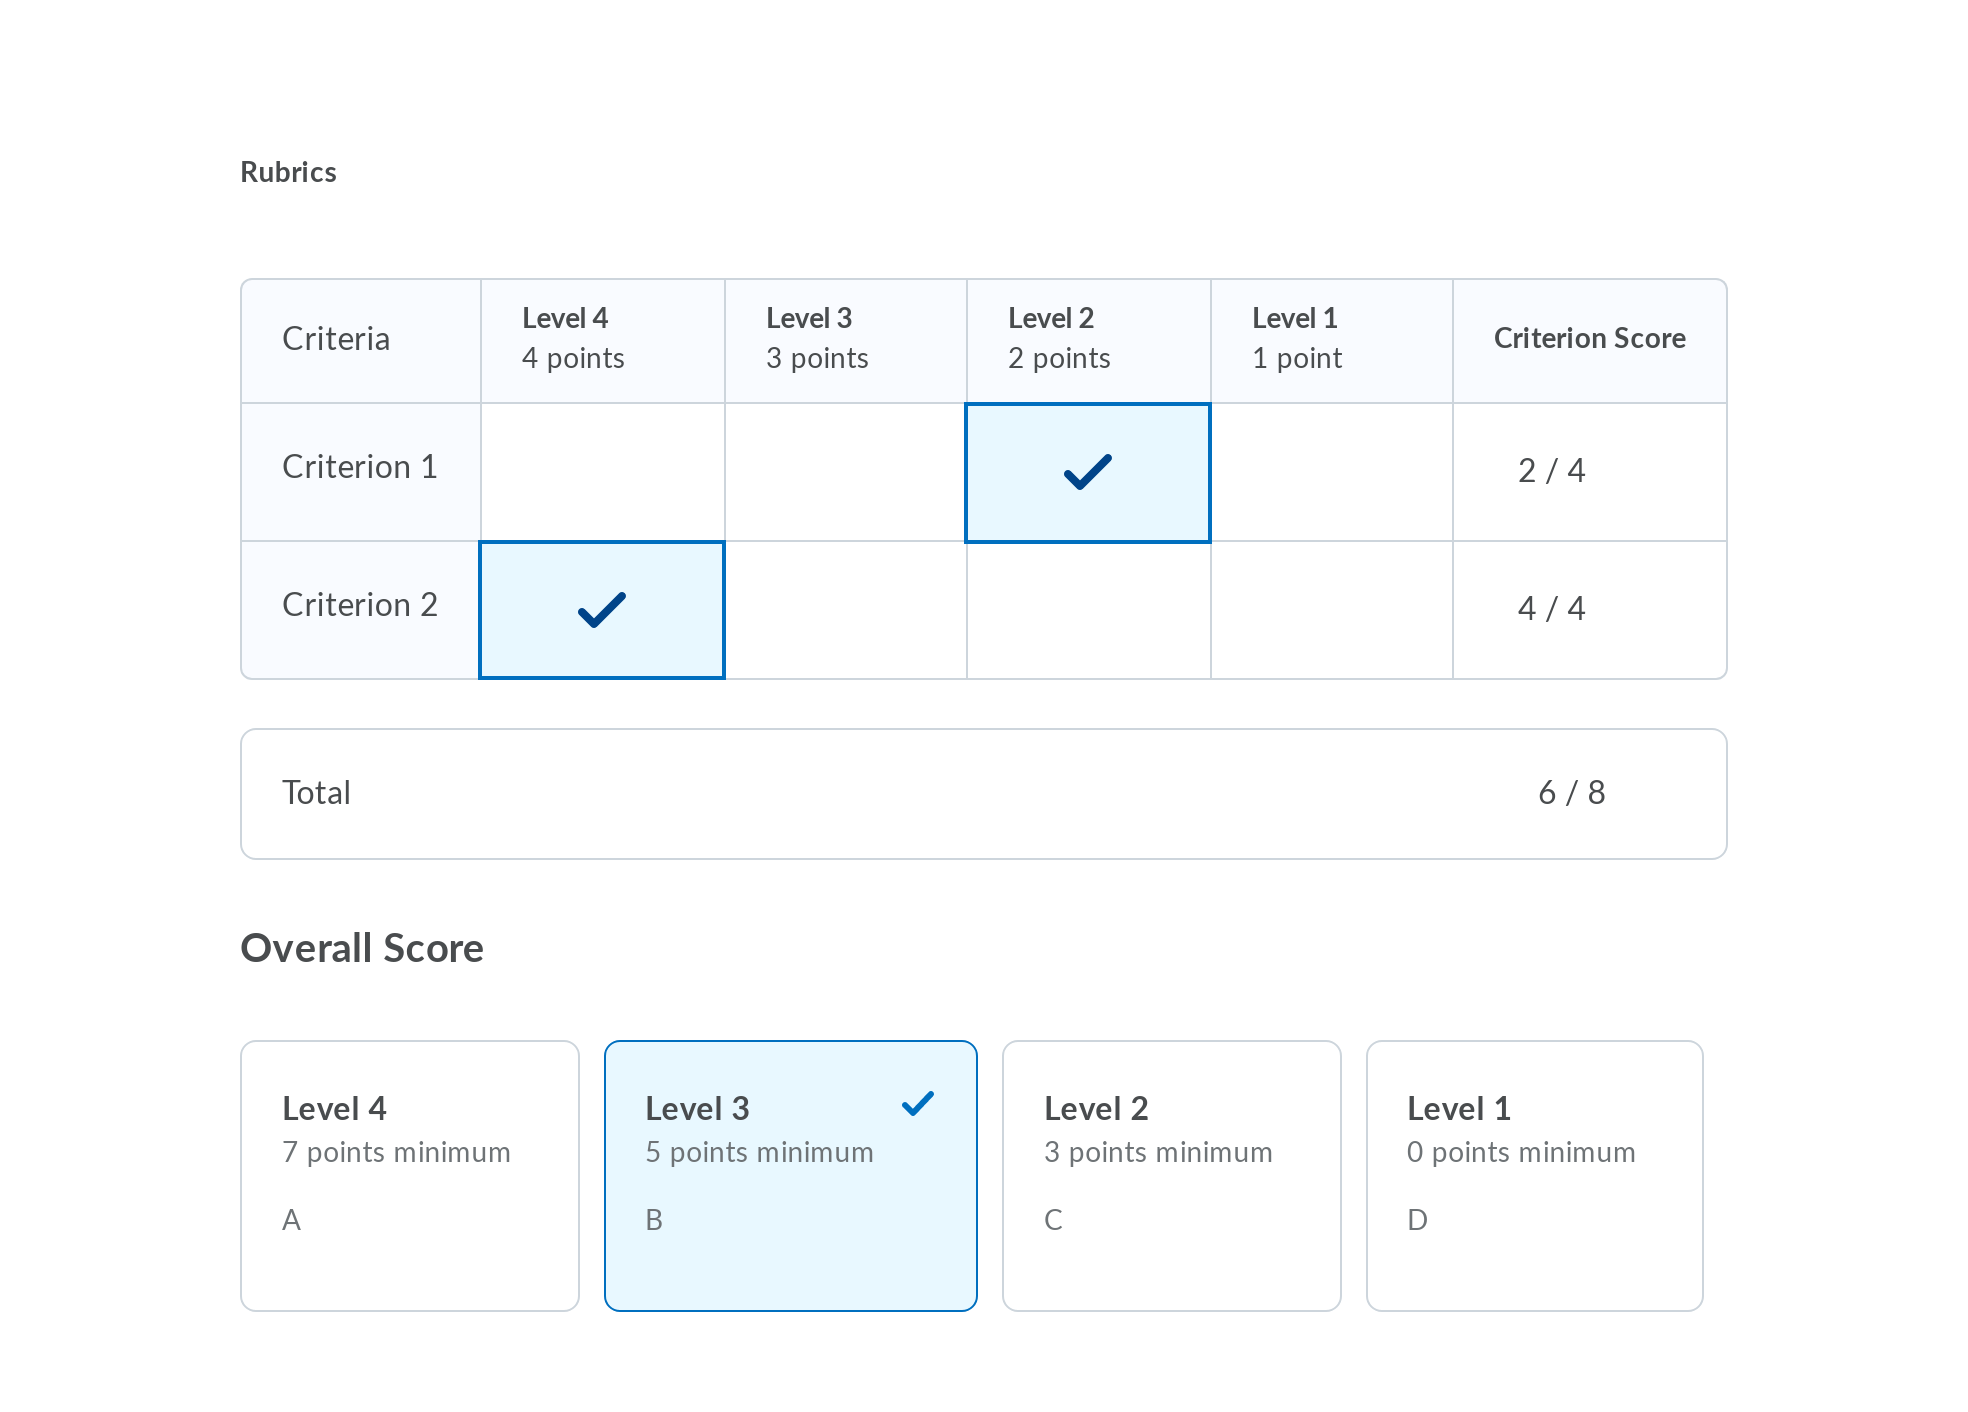 Rubrics
Criteria
Level 4
4 points
Level 3
3 points
Level 2
2 points
Level 1
1 point
Criterion Score
Criterion 1
2 / 4
Criterion 2
4 / 4
Total
6 / 8
Overall Score
Level 4
7 points minimum
A
Level 3
5 points minimum
B
Level 2
3 points minimum
C
Level 1
0 points minimum
D